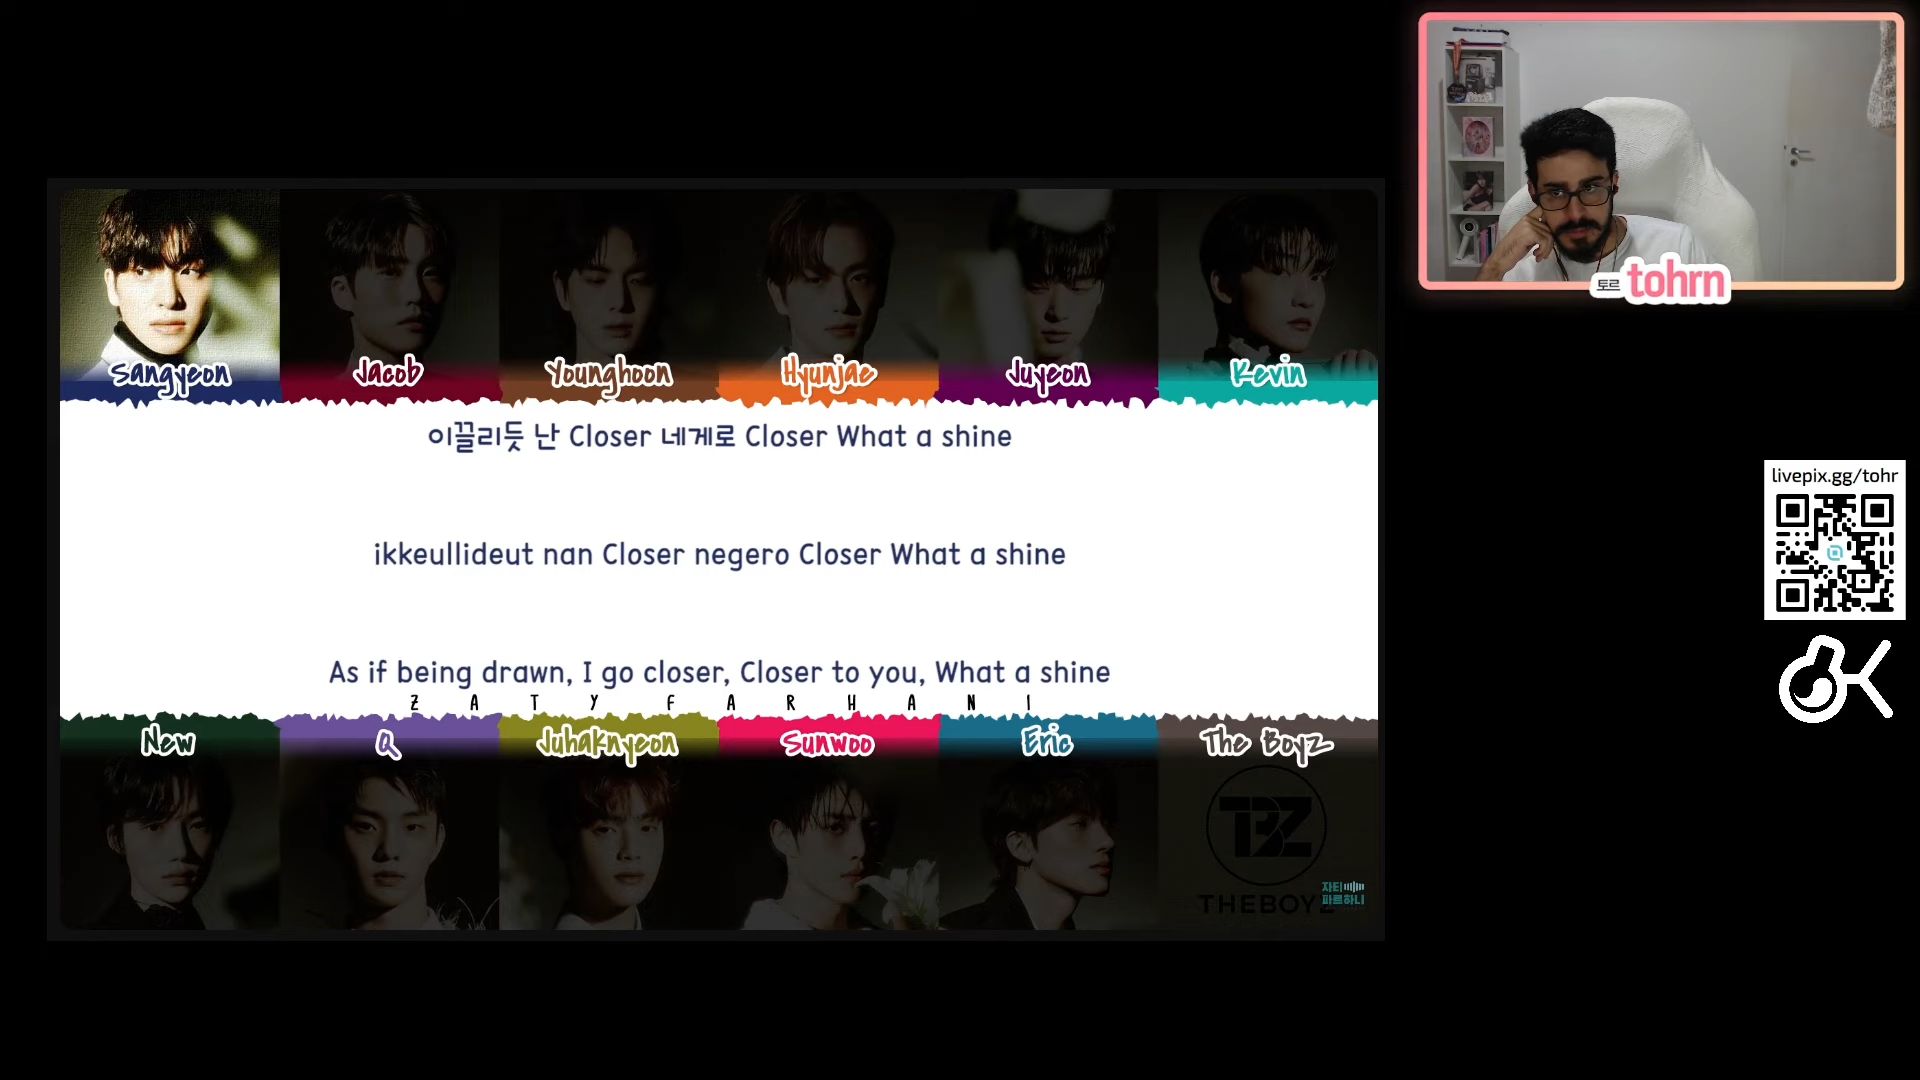 Sangyeon
Jacob
Younghoon
Hyunjae
Juyeon
Kevin
이끌리듯 난 Closer 네게로 Closer What a shine
ikkeullideut nan Closer negero Closer What a shine
As if being drawn, I go closer, Closer to you, What a shine
ZATY FARHANI
New
Q
Juhaknyeon
Sunwoo
Eric
The Boyz
TBZ
THEBOYZ
자티
파르하니
토르 tohrn
livepix.gg/tohr